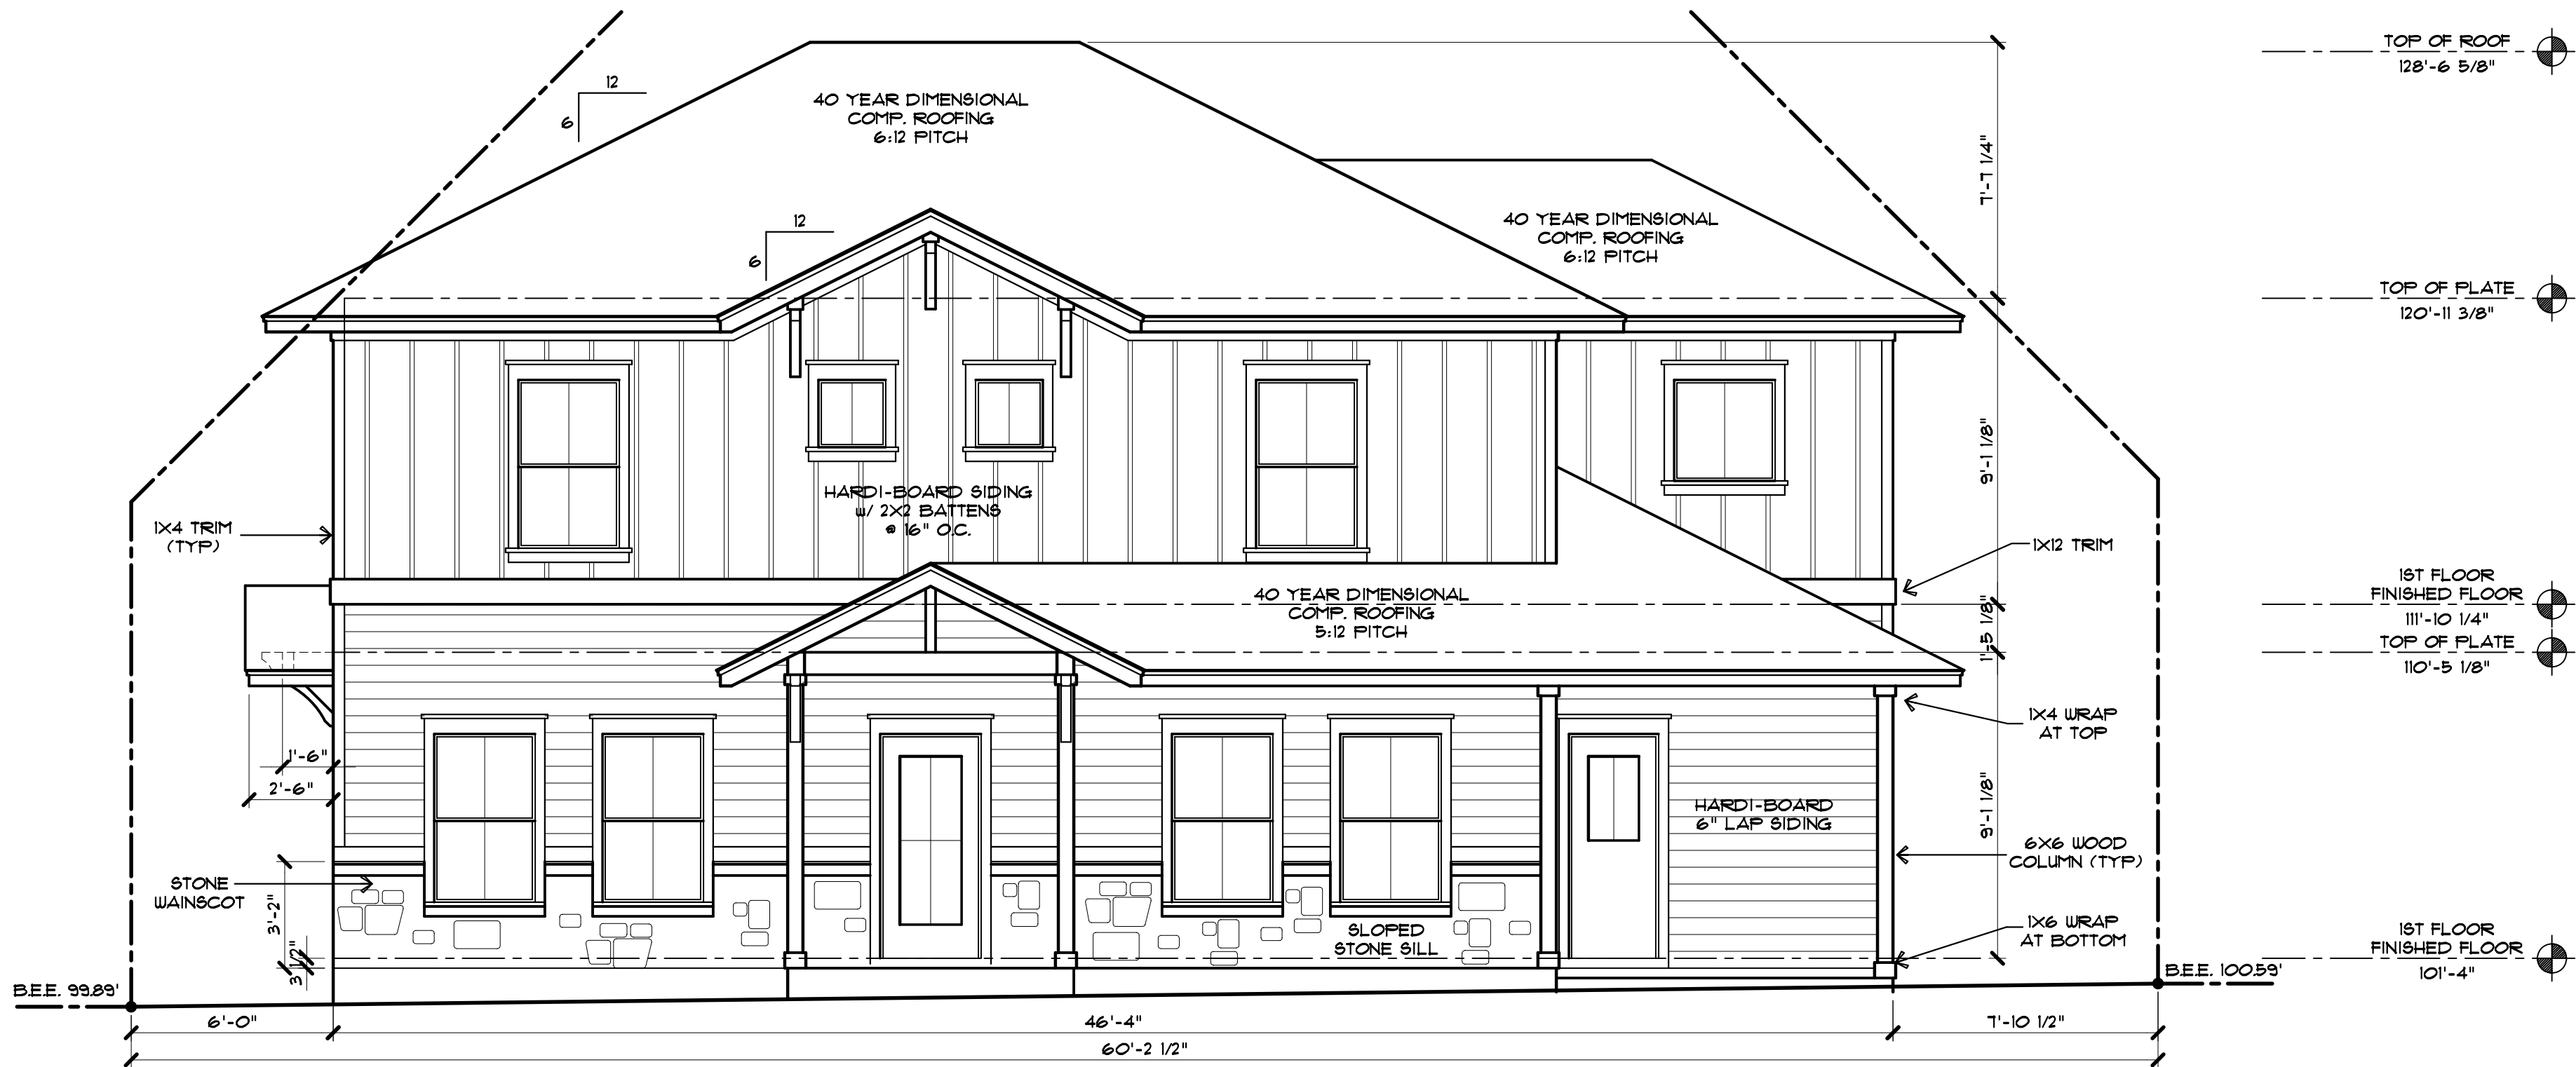 TOP OF ROOF
128'-6 5/8"
12
6
40 YEAR DIMENSIONAL
COMP. ROOFING
6:12 PITCH
7'-7 1/4"
12
6
40 YEAR DIMENSIONAL
COMP. ROOFING
6:12 PITCH
TOP OF PLATE
120'-11 3/8"
9'-1 1/8"
HARDI-BOARD SIDING
w/ 2X2 BATTENS
@ 16" O.C.
1X4 TRIM
(TYP)
1X12 TRIM
1ST FLOOR
FINISHED FLOOR
111'-10 1/4"
40 YEAR DIMENSIONAL
COMP. ROOFING
5:12 PITCH
1'-5 1/8"
TOP OF PLATE
110'-5 1/8"
1X4 WRAP
AT TOP
1'-6"
2'-6"
9'-1 1/8"
HARDI-BOARD
6" LAP SIDING
6X6 WOOD
COLUMN (TYP)
STONE
WAINSCOT
3'-2"
3 1/2"
SLOPED
STONE SILL
1X6 WRAP
AT BOTTOM
1ST FLOOR
FINISHED FLOOR
101'-4"
B.E.E. 99.89'
B.E.E. 100.59'
6'-0"
46'-4"
7'-10 1/2"
60'-2 1/2"